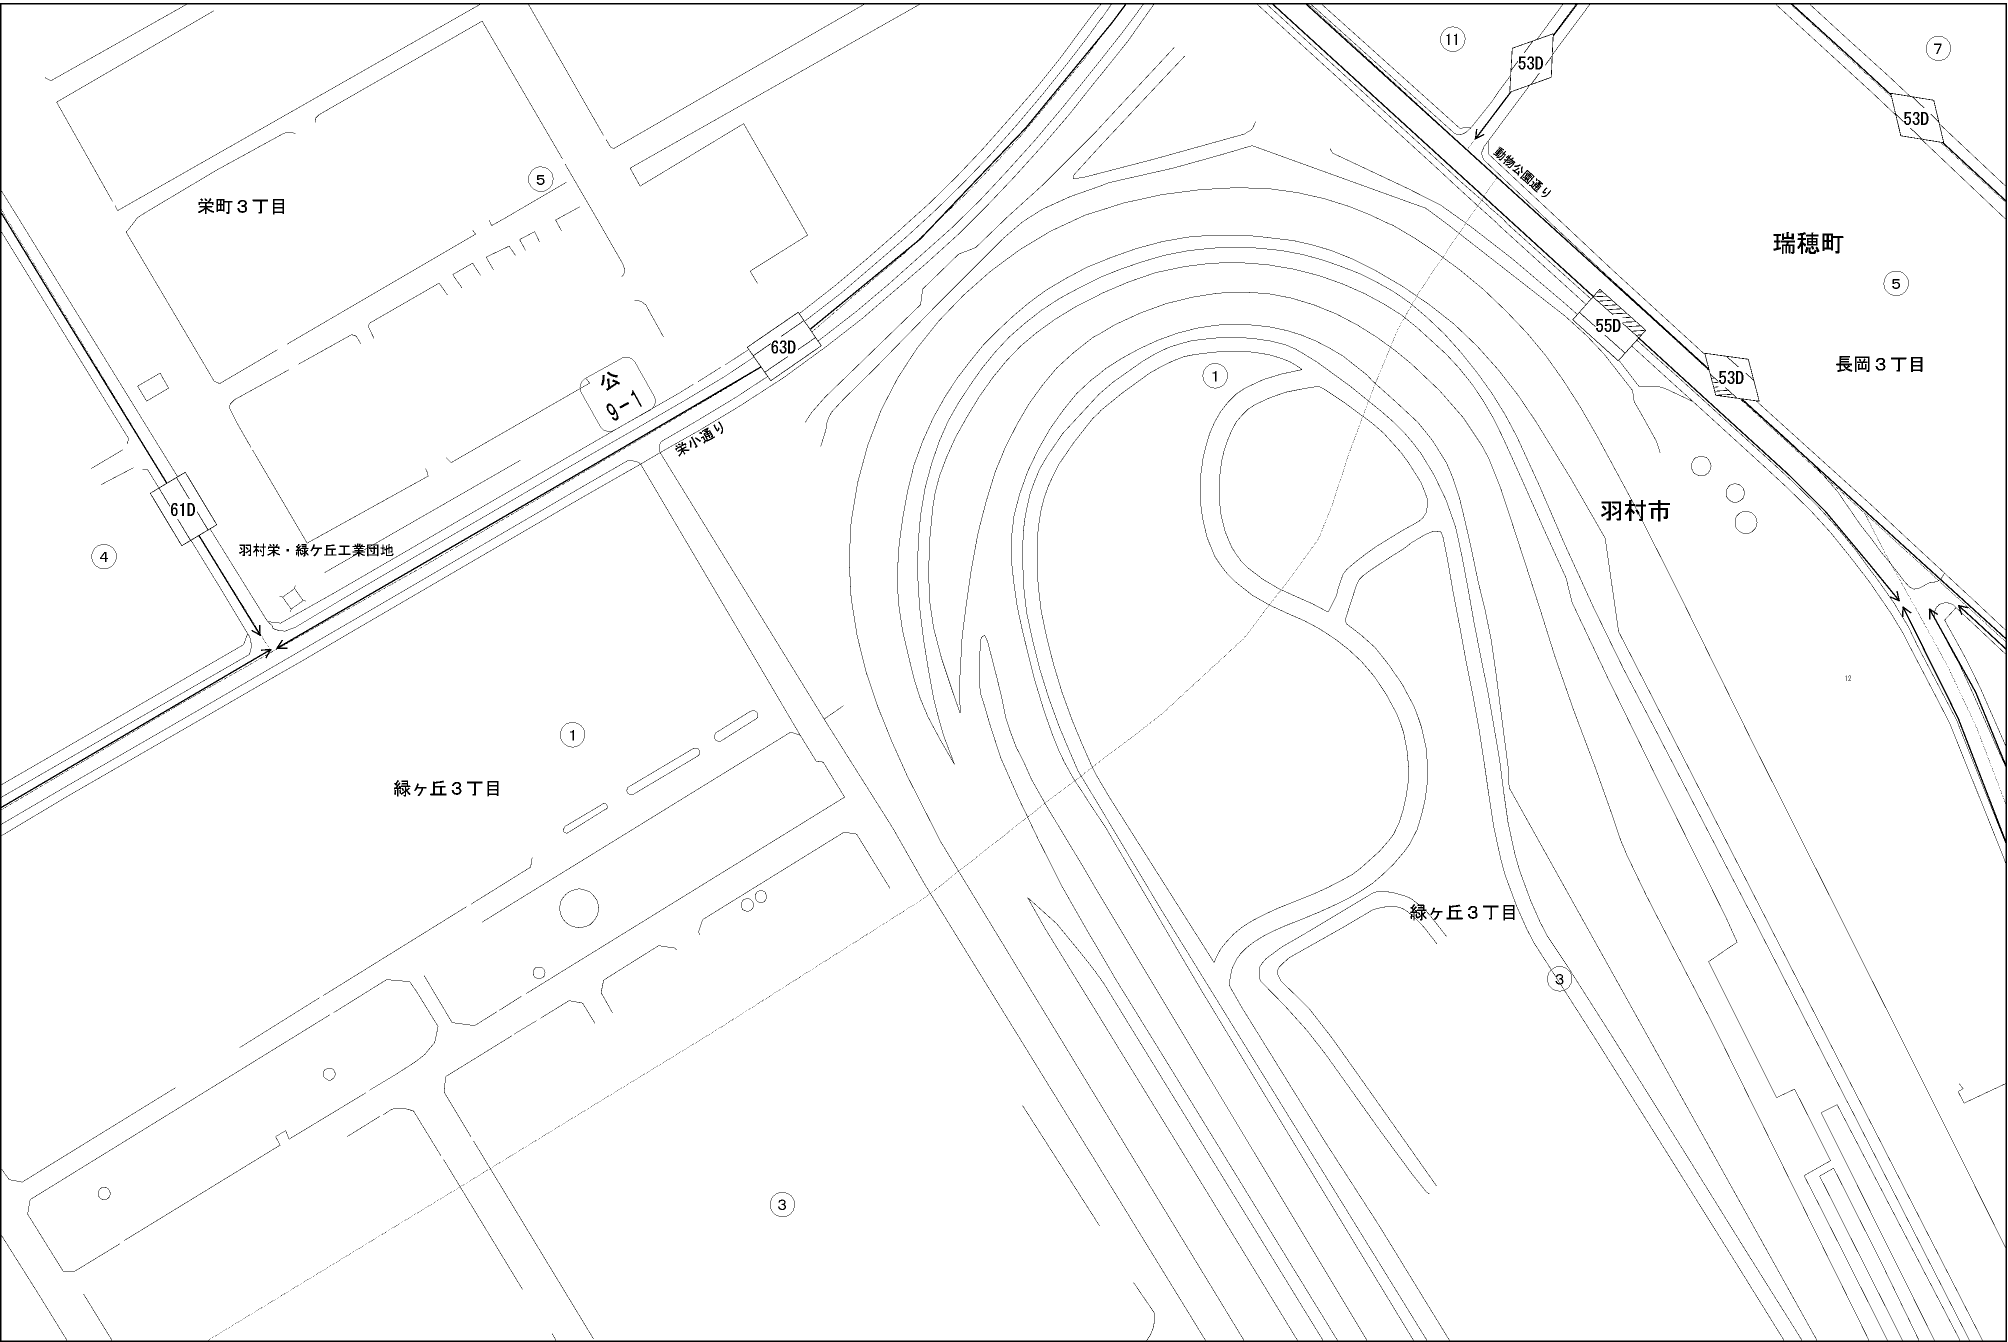 ⑪
⑦
53D
53D
動物公園通り
⑤
栄町３丁目
瑞穂町
⑤
55D
63D
長岡３丁目
53D
①
公
9-1
栄小通り
61D
羽村市
羽村栄・緑ケ丘工業団地
④
12
①
緑ヶ丘３丁目
緑ヶ丘３丁目
③
③